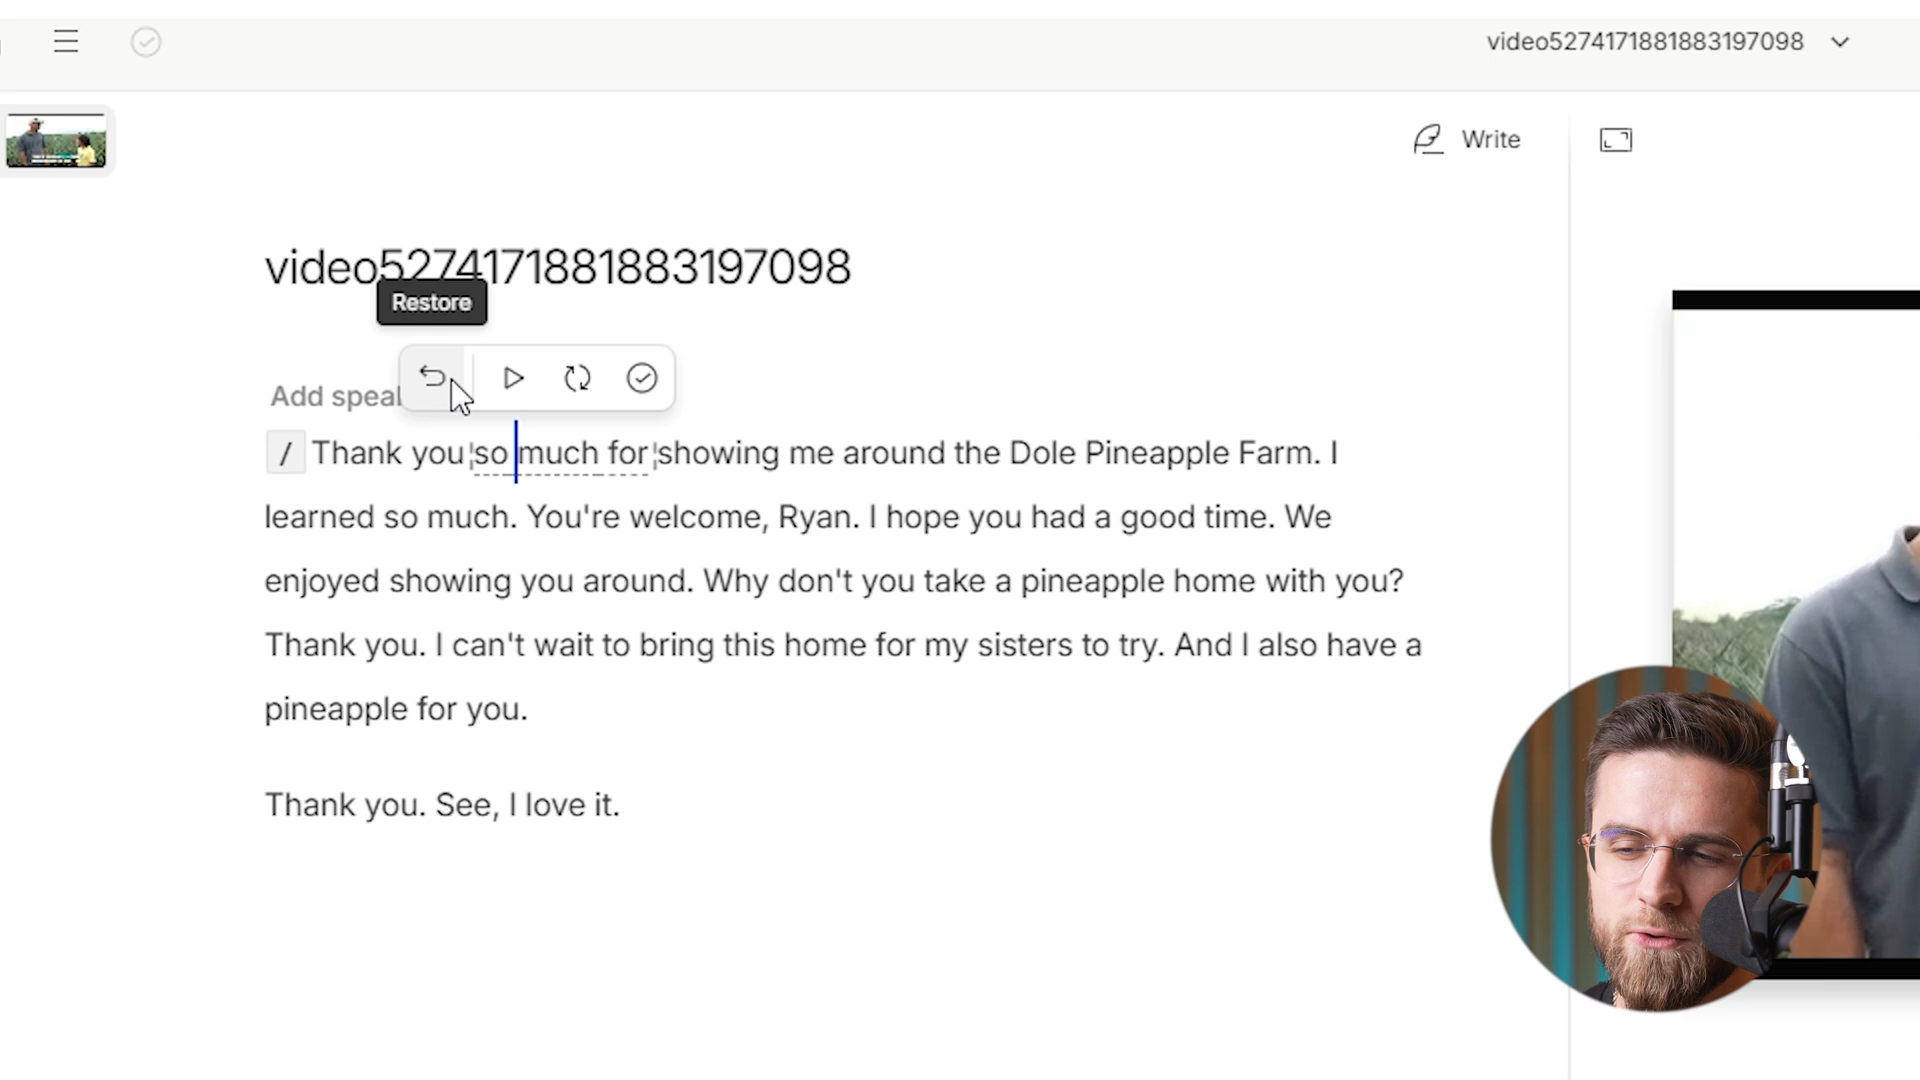 video5274171881883197098
Write
video5274171881883197098
Restore
Add speak
/ Thank you so much for showing me around the Dole Pineapple Farm. I
learned so much. You're welcome, Ryan. I hope you had a good time. We
enjoyed showing you around. Why don't you take a pineapple home with you?
Thank you. I can't wait to bring this home for my sisters to try. And I also have a
pineapple for you.
Thank you. See, I love it.